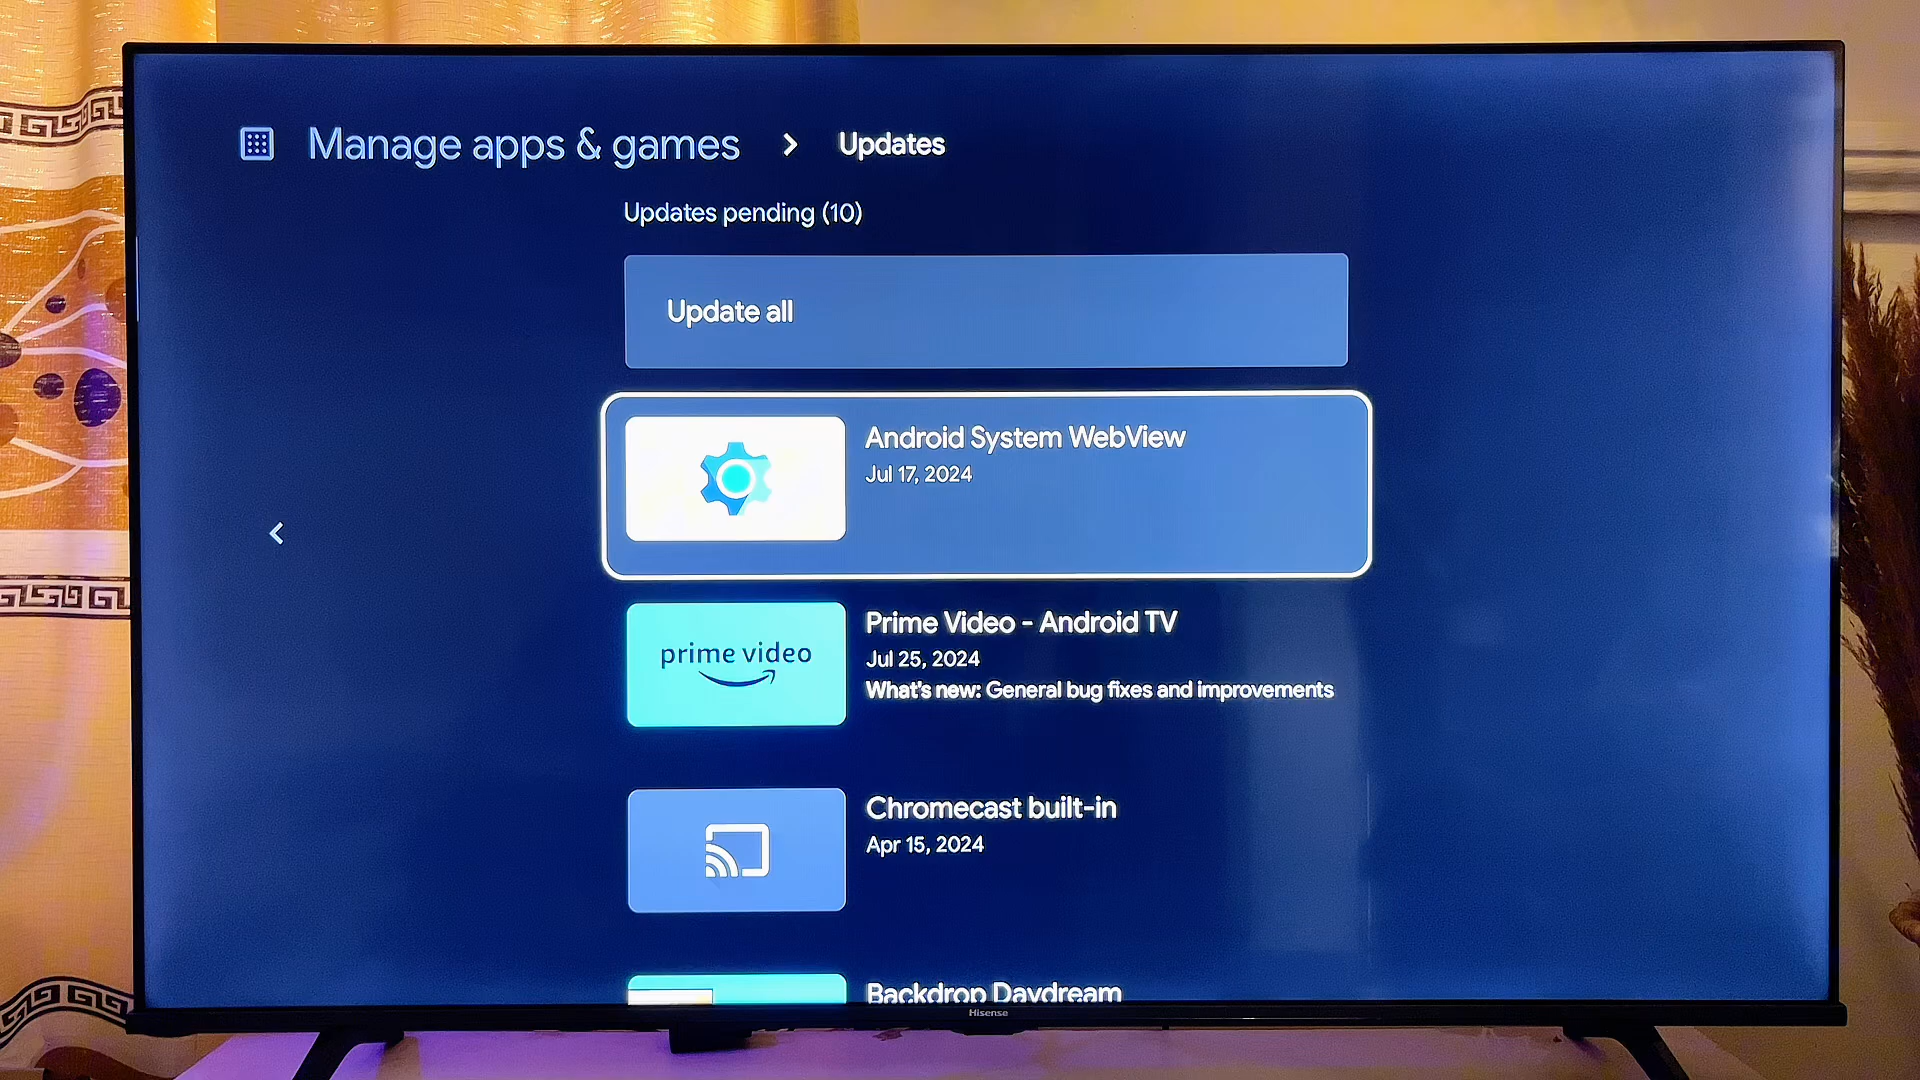 Manage apps & games > Updates
Updates pending (10)
Update all
Android System WebView
Jul 17, 2024
prime video
Prime Video - Android TV
Jul 25, 2024
What's new: General bug fixes and improvements
Chromecast built-in
Apr 15, 2024
Backdrop Daydream
Hisense